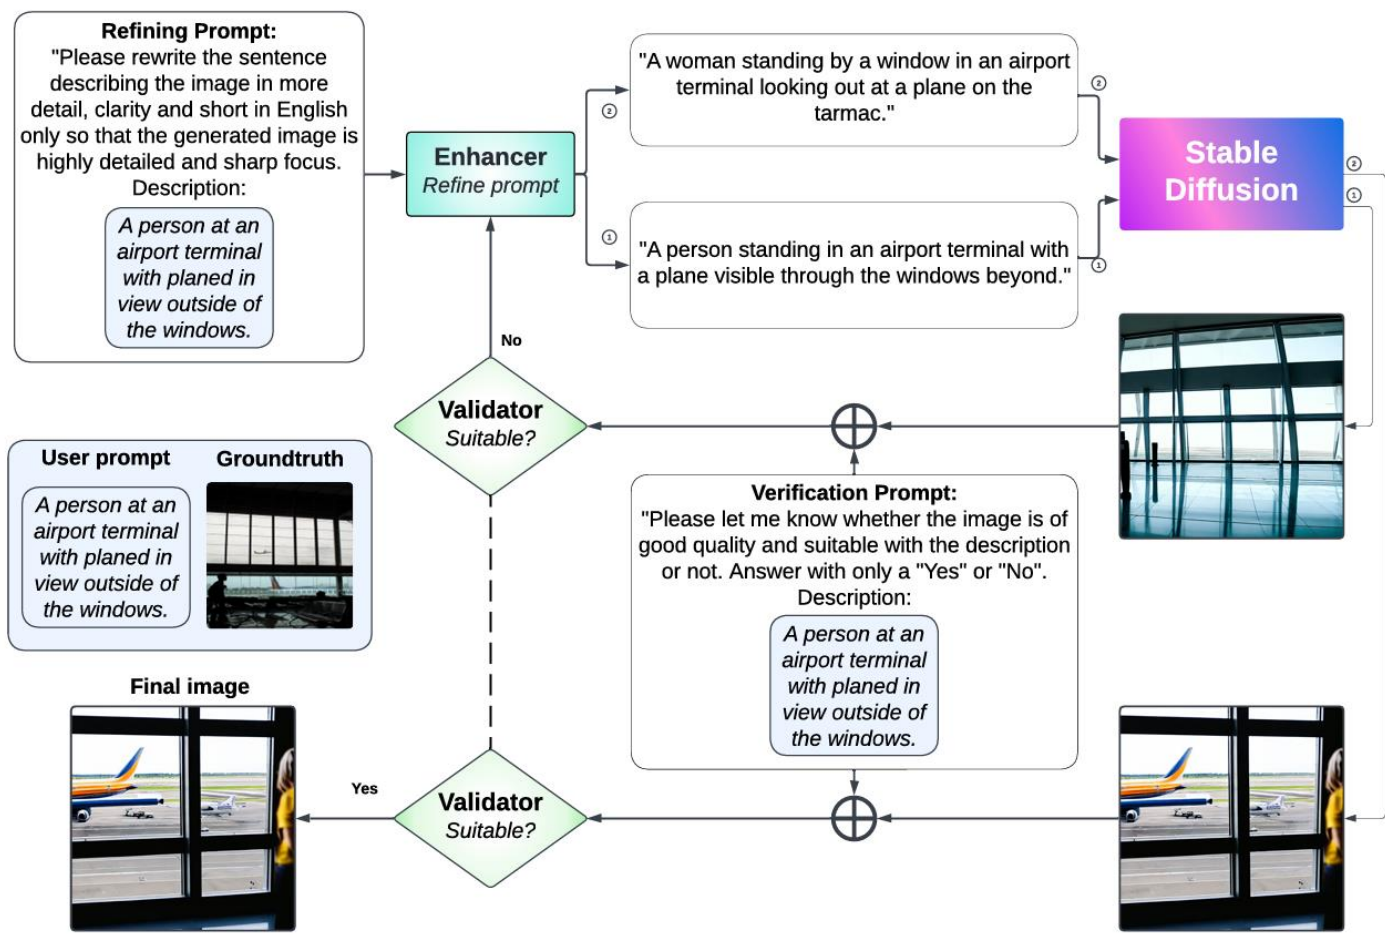 Refining Prompt:
"Please rewrite the sentence
describing the image in more
detail, clarity and short in English
only so that the generated image is
highly detailed and sharp focus.
Description:
A person at an
airport terminal
with planed in
view outside of
the windows.
Enhancer
Refine prompt
2
1
"A woman standing by a window in an airport
terminal looking out at a plane on the
tarmac."
"A person standing in an airport terminal with
a plane visible through the windows beyond."
2
1
Stable
Diffusion
2
1
No
Validator
Suitable?
User prompt
Groundtruth
A person at an
airport terminal
with planed in
view outside of
the windows.
Verification Prompt:
"Please let me know whether the image is of
good quality and suitable with the description
or not. Answer with only a "Yes" or "No".
Description:
A person at an
airport terminal
with planed in
view outside of
the windows.
Final image
Yes
Validator
Suitable?